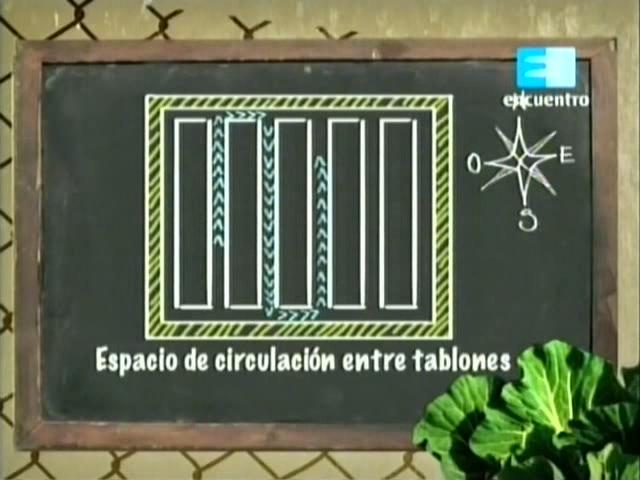 encuentro
O
E
S
Espacio de circulación entre tablones